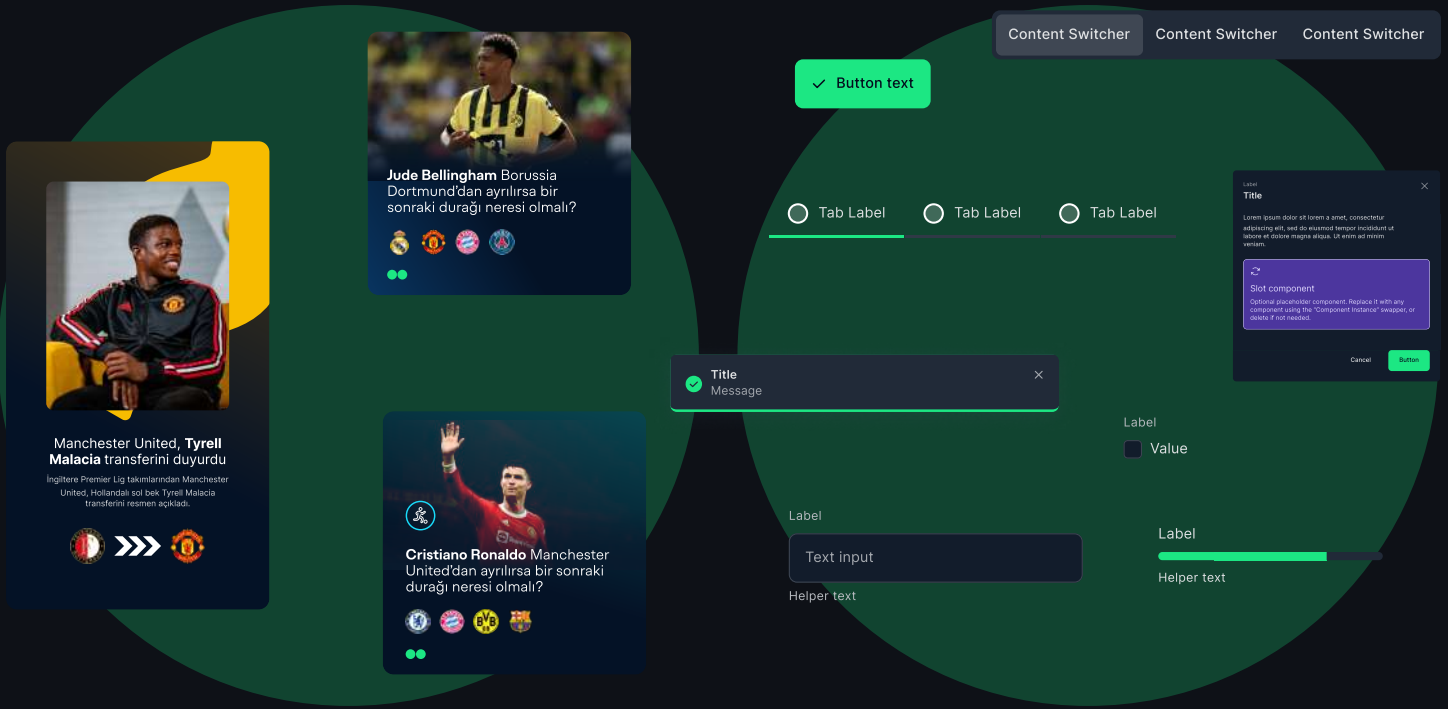 Manchester United, Tyrell
Malacia transferini duyurdu
İngiltere Premier Lig takımlarından Manchester
United, Hollandalı sol bek Tyrell Malacia
transferini resmen açıkladı.
Jude Bellingham Borussia
Dortmund'dan ayrılırsa bir
sonraki durağı neresi olmalı?
Cristiano Ronaldo Manchester
United'dan ayrılırsa bir sonraki
durağı neresi olmalı?
Content Switcher
Content Switcher
Content Switcher
Button text
Tab Label
Tab Label
Tab Label
Label
Title
Lorem ipsum dolor sit lorem a amet, consectetur
adipiscing elit, sed do eiusmod tempor incididunt ut
labore et dolore magna aliqua. Ut enim ad minim
veniam.
Slot component
Optional placeholder component. Replace it with any
component using the "Component Instance" swapper, or
delete if not needed.
Cancel
Button
Title
Message
Label
Value
Label
Text input
Helper text
Label
Helper text